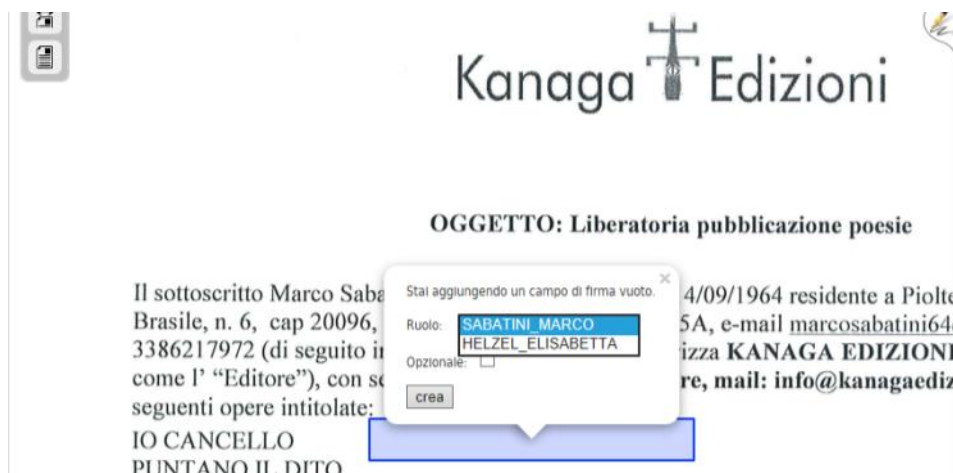 Kanaga Edizioni
OGGETTO: Liberatoria pubblicazione poesie
Il sottoscritto Marco Saba 4/09/1964 residente a Piolte
Brasile, n. 6, cap 20096, 5A, e-mail marcosabatini64
3386217972 (di seguito in izza KANAGA EDIZIONI
come l' “Editore”), con se re, mail: info@kanagaediz
seguenti opere intitolate:
IO CANCELLO
PUNTANO IL DITO
×
Stai aggiungendo un campo di firma vuoto.
Ruolo: SABATINI_MARCO
HELZEL_ELISABETTA
Opzionale:
crea